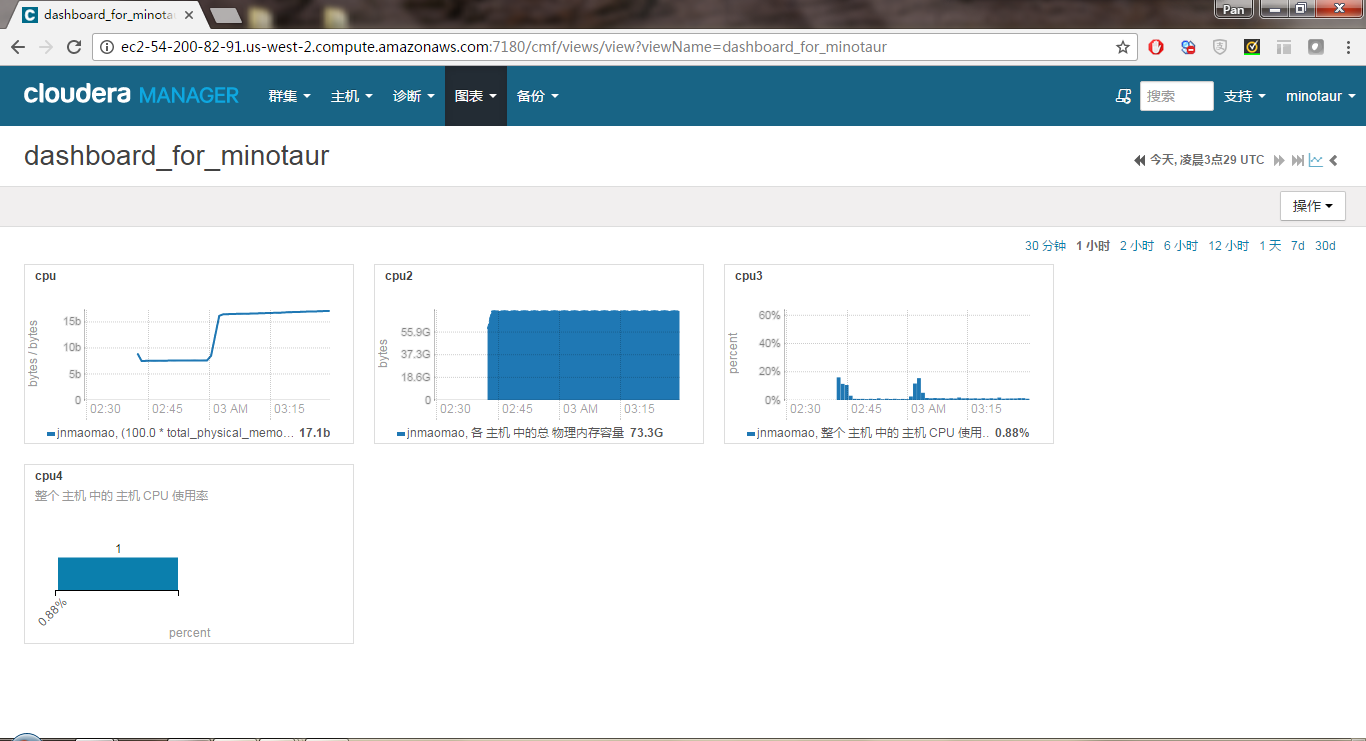 Pan
dashboard_for_minota
ec2-54-200-82-91.us-west-2.compute.amazonaws.com:7180/cmf/views/view?viewName=dashboard_for_minotaur
cloudera MANAGER 群集 主机 诊断 图表 备份 搜索 支持 minotaur
dashboard_for_minotaur
今天, 凌晨3点29 UTC
操作
30 分钟 1 小时 2 小时 6 小时 12 小时 1 天 7d 30d
cpu
bytes / bytes
15b
10b
5b
0
02:30 02:45 03 AM 03:15
jnmaomao, (100.0 * total_physical_memo... 17.1b
cpu2
bytes
55.9G
37.3G
18.6G
0
02:30 02:45 03 AM 03:15
jnmaomao, 各 主机 中的总 物理内存容量 73.3G
cpu3
percent
60%
40%
20%
0%
02:30 02:45 03 AM 03:15
jnmaomao, 整个 主机 中的 主机 CPU 使用.. 0.88%
cpu4
整个 主机 中的 主机 CPU 使用率
1
0.88%
percent